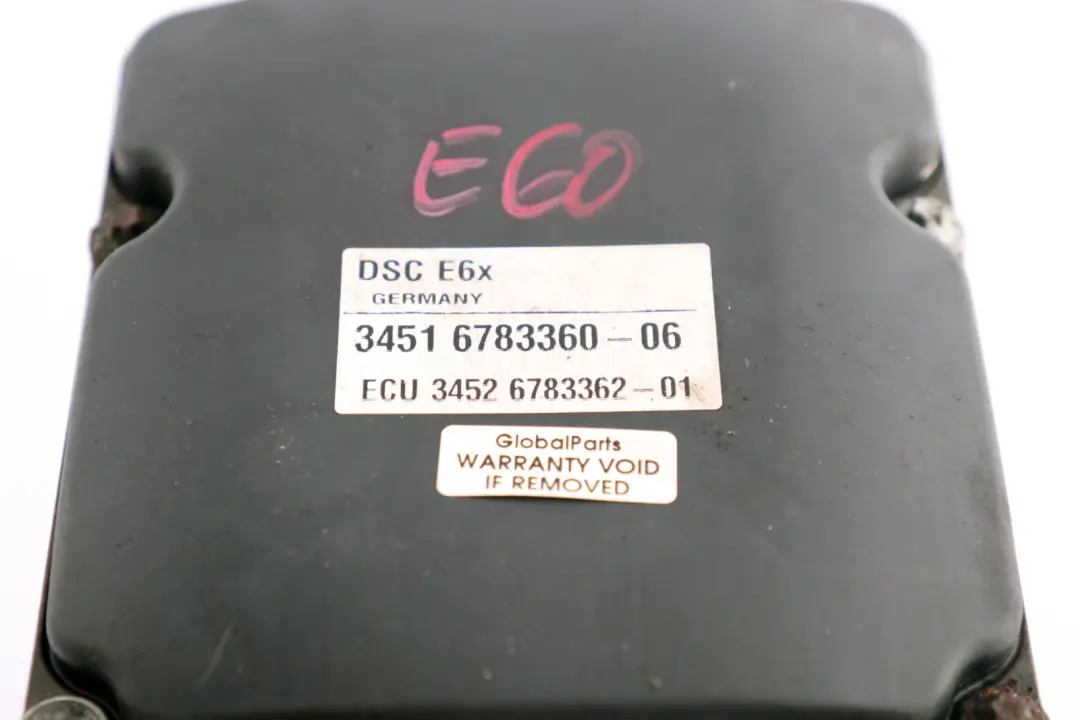 E60
DSC E6x
GERMANY
3451 6783360-06
ECU 3452 6783362-01
GlobalParts
WARRANTY VOID
IF REMOVED